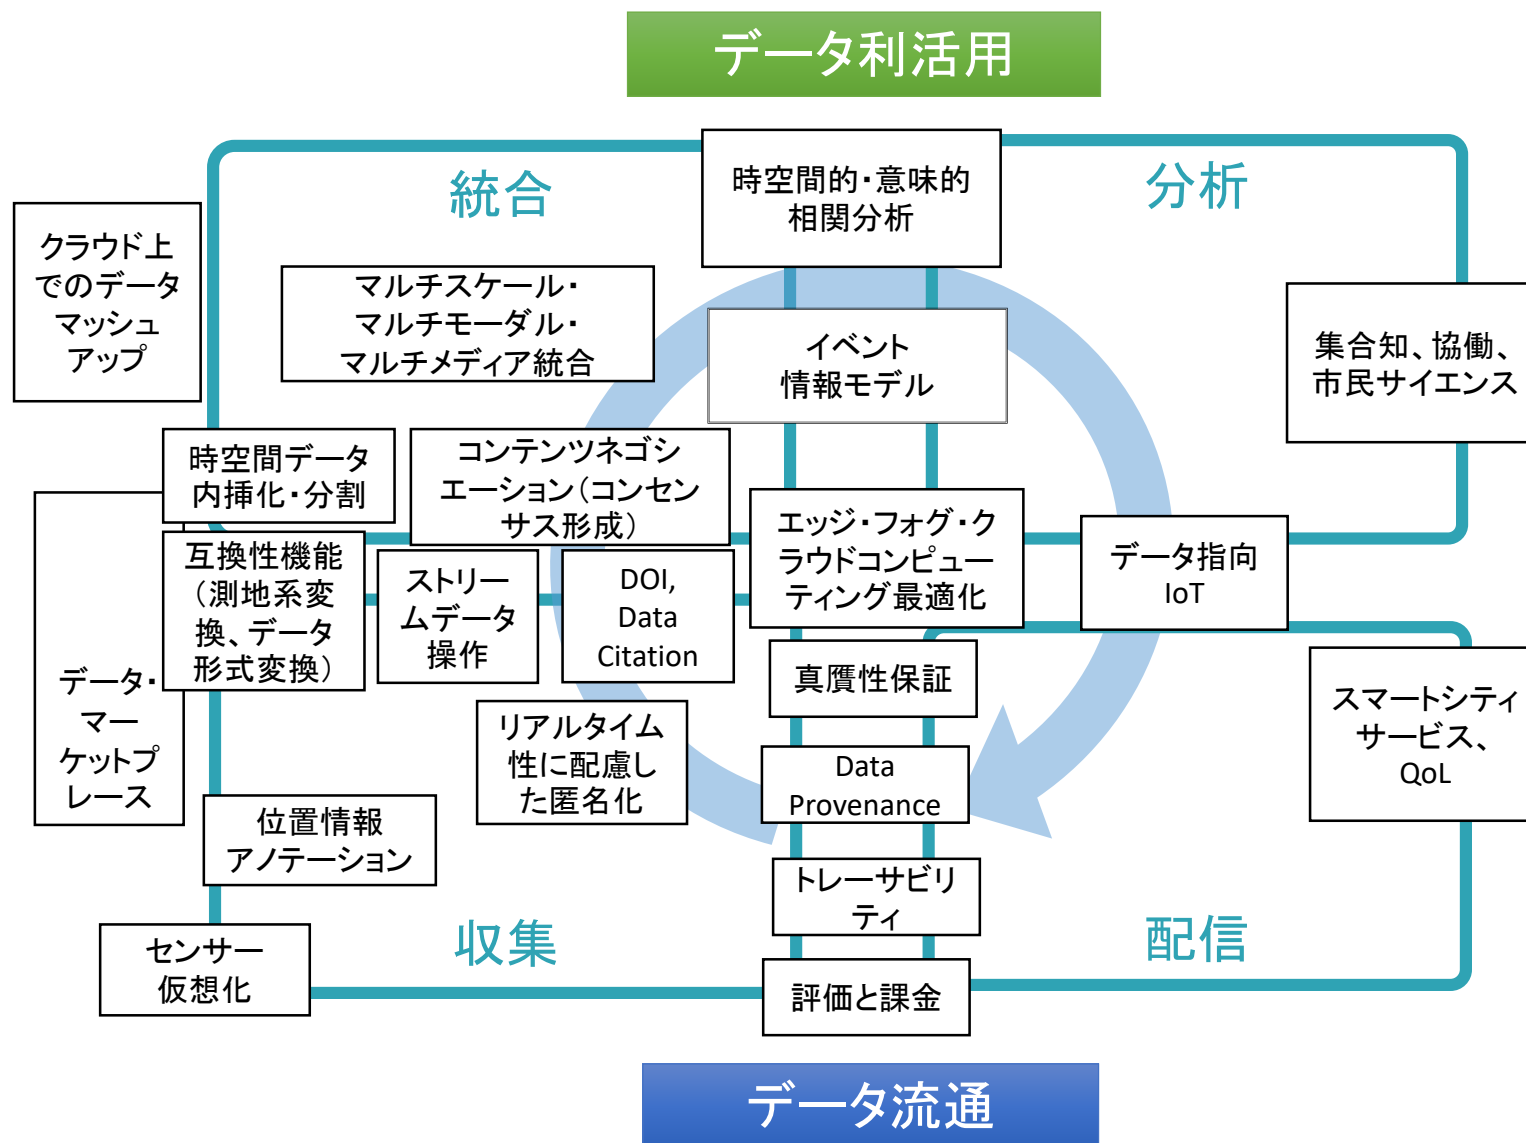 データ利活用
統合
分析
時空間的・意味的
相関分析
クラウド上
でのデータ
マッシュ
アップ
マルチスケール・
マルチモーダル・
マルチメディア統合
イベント
情報モデル
集合知、協働、
市民サイエンス
時空間データ
内挿化・分割
コンテンツネゴシ
エーション(コンセン
サス形成)
エッジ・フォグ・ク
ラウドコンピュー
ティング最適化
データ指向
IoT
互換性機能
(測地系変
換、データ
形式変換)
ストリー
ムデータ
操作
DOI,
Data
Citation
真贋性保証
データ・
マー
ケットプ
レース
リアルタイム
性に配慮し
た匿名化
Data
Provenance
スマートシティ
サービス、
QoL
位置情報
アノテーション
トレーサビリ
ティ
センサー
仮想化
収集
配信
評価と課金
データ流通